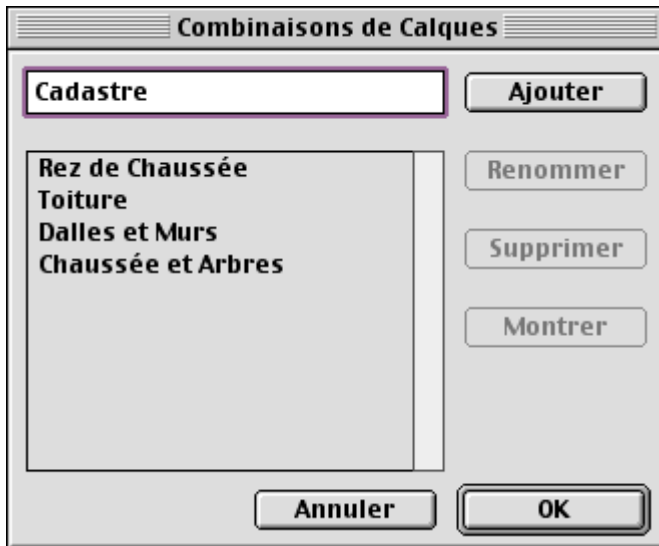 Combinaisons de Calques
Cadastre
Ajouter
Rez de Chaussée
Toiture
Dalles et Murs
Chaussée et Arbres
Renommer
Supprimer
Montrer
Annuler
OK